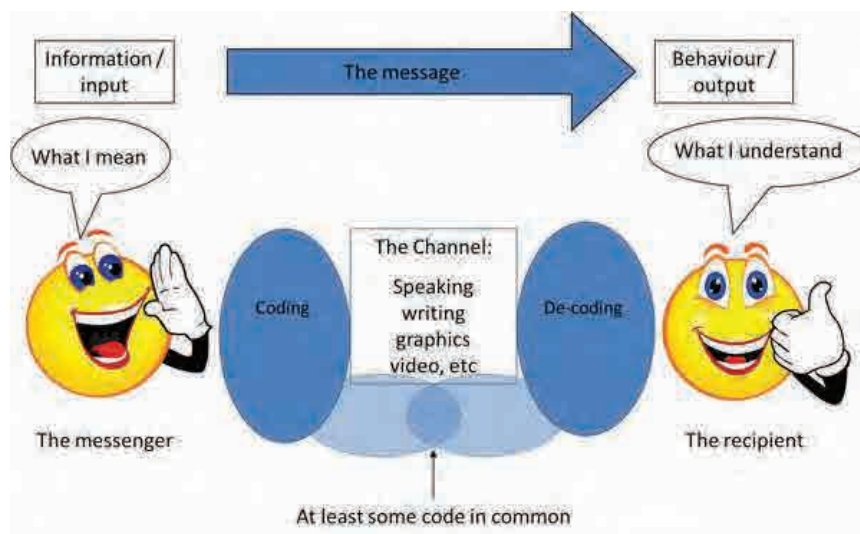 Information /
input
The message
Behaviour /
output
What I mean
What I understand
The Channel:
Speaking
writing
graphics
video, etc
Coding
De-coding
The messenger
The recipient
At least some code in common